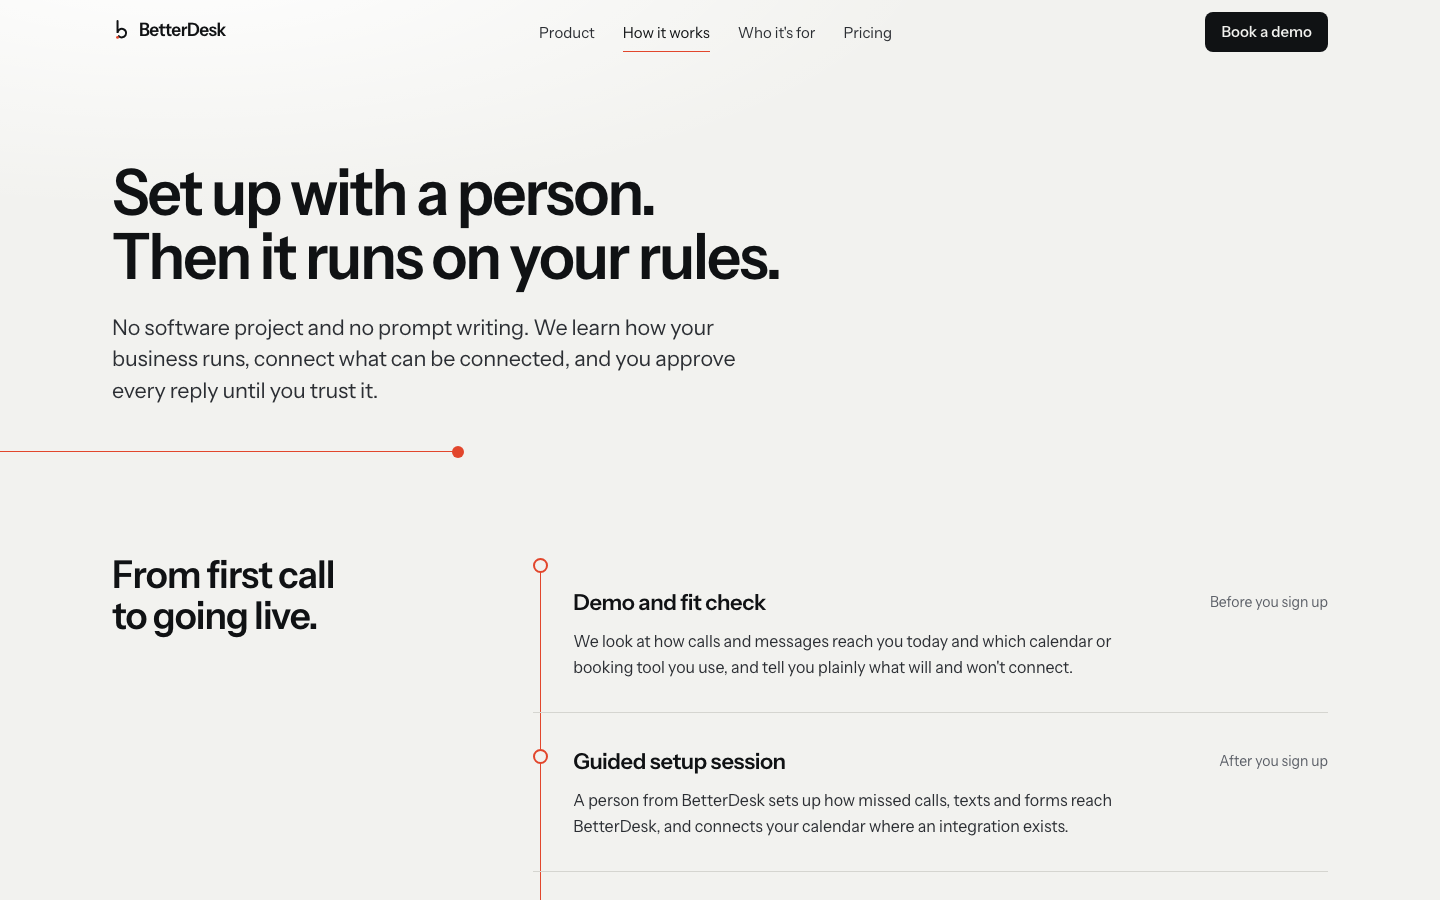 BetterDesk
Product
How it works
Who it's for
Pricing
Book a demo
Set up with a person.
Then it runs on your rules.
No software project and no prompt writing. We learn how your
business runs, connect what can be connected, and you approve
every reply until you trust it.
From first call
to going live.
Demo and fit check
Before you sign up
We look at how calls and messages reach you today and which calendar or
booking tool you use, and tell you plainly what will and won't connect.
Guided setup session
After you sign up
A person from BetterDesk sets up how missed calls, texts and forms reach
BetterDesk, and connects your calendar where an integration exists.